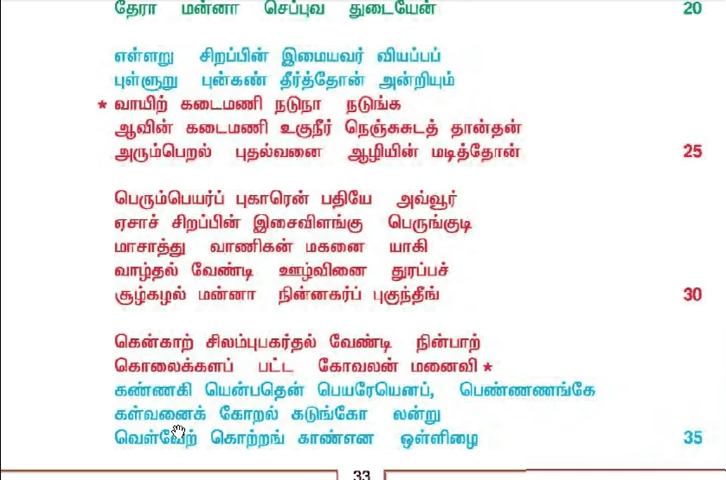 தேரா மன்னா செப்புவ துடையேன் 20
எள்ளறு சிறப்பின் இமையவர் வியப்பப்
புள்ளுறு புன்கண் தீர்த்தோன் அன்றியும்
* வாயிற் கடைமணி நடுநா நடுங்க
ஆவின் கடைமணி உகுநீர் நெஞ்சுசுடத் தான்தன்
அரும்பெறல் புதல்வனை ஆழியின் மடித்தோன் 25
பெரும்பெயர்ப் புகாரென் பதியே அவ்வூர்
ஏசாச் சிறப்பின் இசைவிளங்கு பெருங்குடி
மாசாத்து வாணிகன் மகனை யாகி
வாழ்தல் வேண்டி ஊழ்வினை துரப்பச்
சூழ்கழல் மன்னா நின்னகர்ப் புகுந்தீங் 30
கென்காற் சிலம்புபகர்தல் வேண்டி நின்பாற்
கொலைக்களப் பட்ட கோவலன் மனைவி *
கண்ணகி யென்பதென் பெயரேயெனப், பெண்ணணங்கே
கள்வனைக் கோறல் கடுங்கோ லன்று
வெள்வேற் கொற்றங் காண்என ஒள்ளிழை 35
33